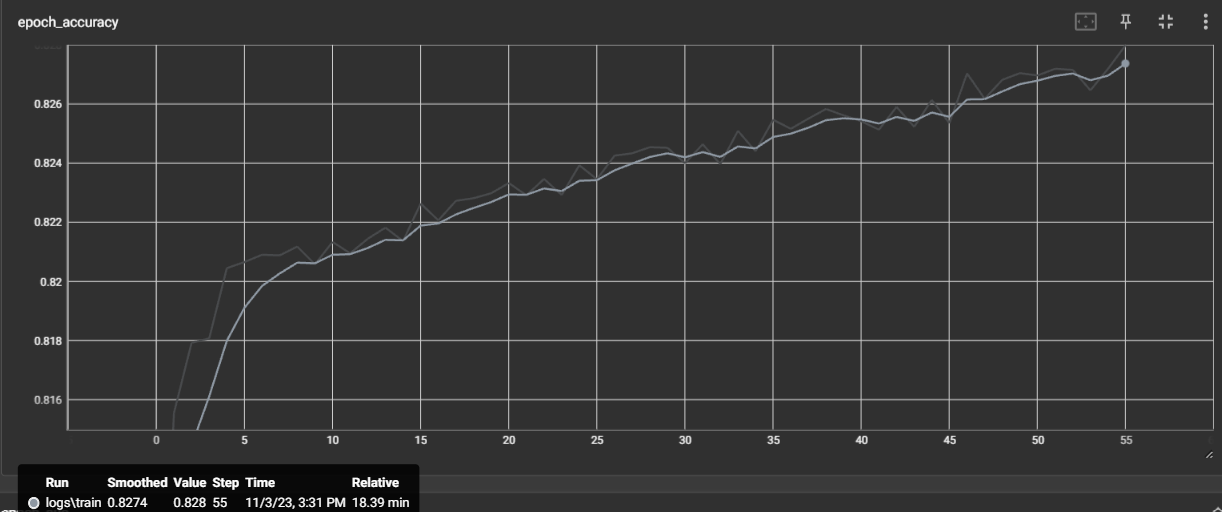 epoch_accuracy
0.826
0.824
0.822
0.82
0.818
0.816
0 5 10 15 20 25 30 35 40 45 50 55
Run Smoothed Value Step Time Relative
logs\train 0.8274 0.828 55 11/3/23, 3:31 PM 18.39 min